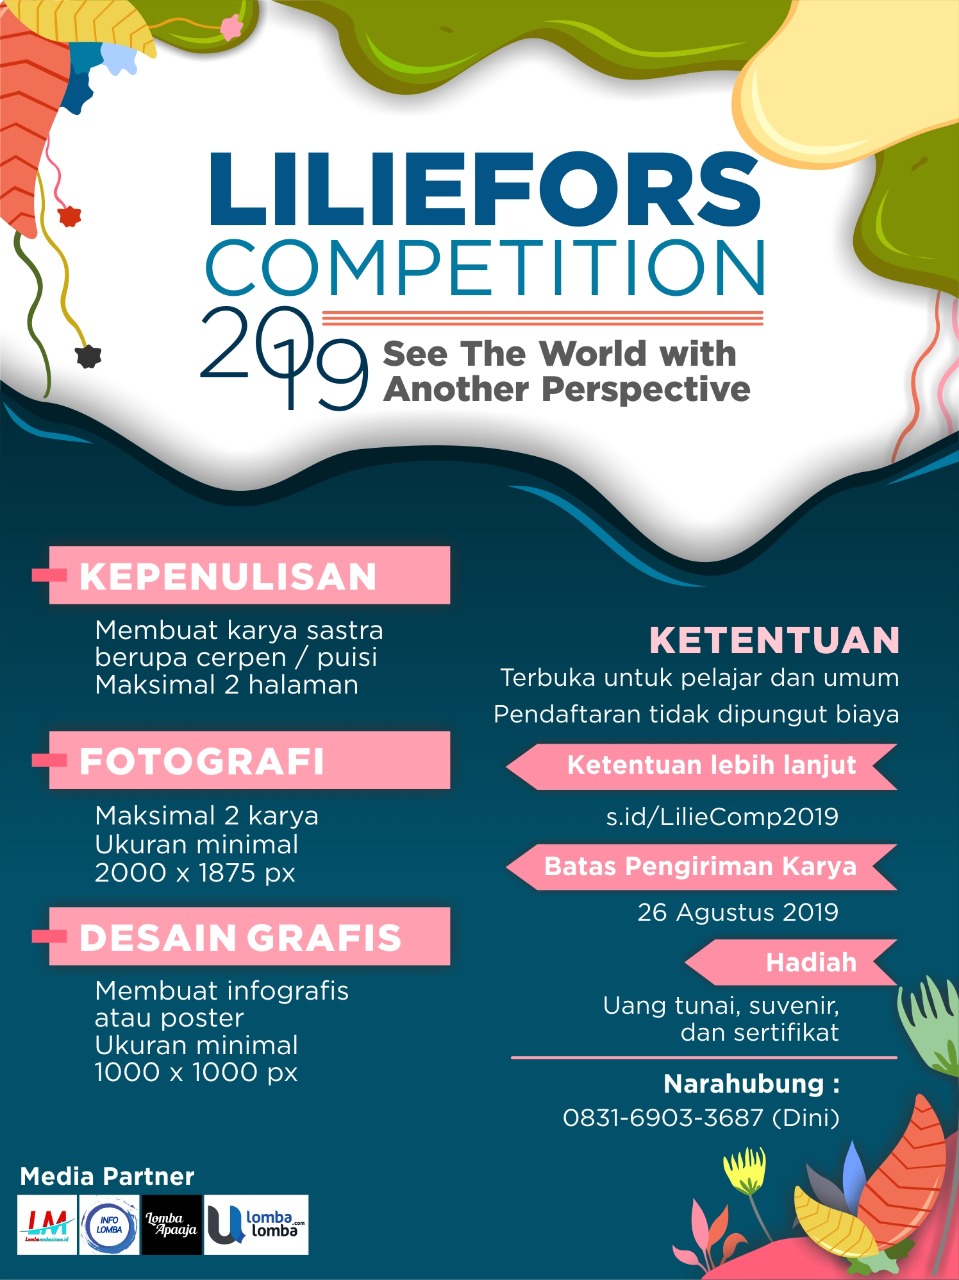 LILIEFORS
COMPETITION
2019
See The World with
Another Perspective
KEPENULISAN
Membuat karya sastra
berupa cerpen / puisi
Maksimal 2 halaman
FOTOGRAFI
Maksimal 2 karya
Ukuran minimal
2000 x 1875 px
DESAIN GRAFIS
Membuat infografis
atau poster
Ukuran minimal
1000 x 1000 px
KETENTUAN
Terbuka untuk pelajar dan umum
Pendaftaran tidak dipungut biaya
Ketentuan lebih lanjut
s.id/LilieComp2019
Batas Pengiriman Karya
26 Agustus 2019
Hadiah
Uang tunai, suvenir,
dan sertifikat
Narahubung :
0831-6903-3687 (Dini)
Media Partner
LM
INFO
LOMBA
Lomba
Apaaja
lomba
.com
lomba